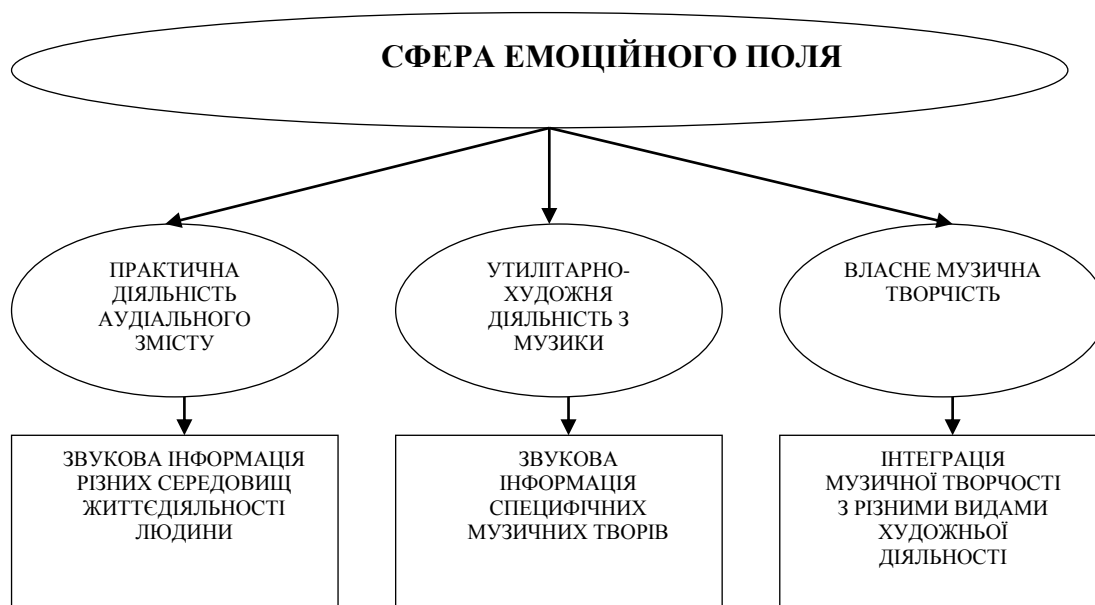 СФЕРА ЕМОЦІЙНОГО ПОЛЯ
ПРАКТИЧНА
ДІЯЛЬНІСТЬ
АУДІАЛЬНОГО
ЗМІСТУ
УТИЛІТАРНО-
ХУДОЖНЯ
ДІЯЛЬНІСТЬ З
МУЗИКИ
ВЛАСНЕ МУЗИЧНА
ТВОРЧІСТЬ
ЗВУКОВА ІНФОРМАЦІЯ
РІЗНИХ СЕРЕДОВИЩ
ЖИТТЄДІЯЛЬНОСТІ
ЛЮДИНИ
ЗВУКОВА
ІНФОРМАЦІЯ
СПЕЦИФІЧНИХ
МУЗИЧНИХ ТВОРІВ
ІНТЕГРАЦІЯ
МУЗИЧНОЇ ТВОРЧОСТІ
З РІЗНИМИ ВИДАМИ
ХУДОЖНЬОЇ
ДІЯЛЬНОСТІ